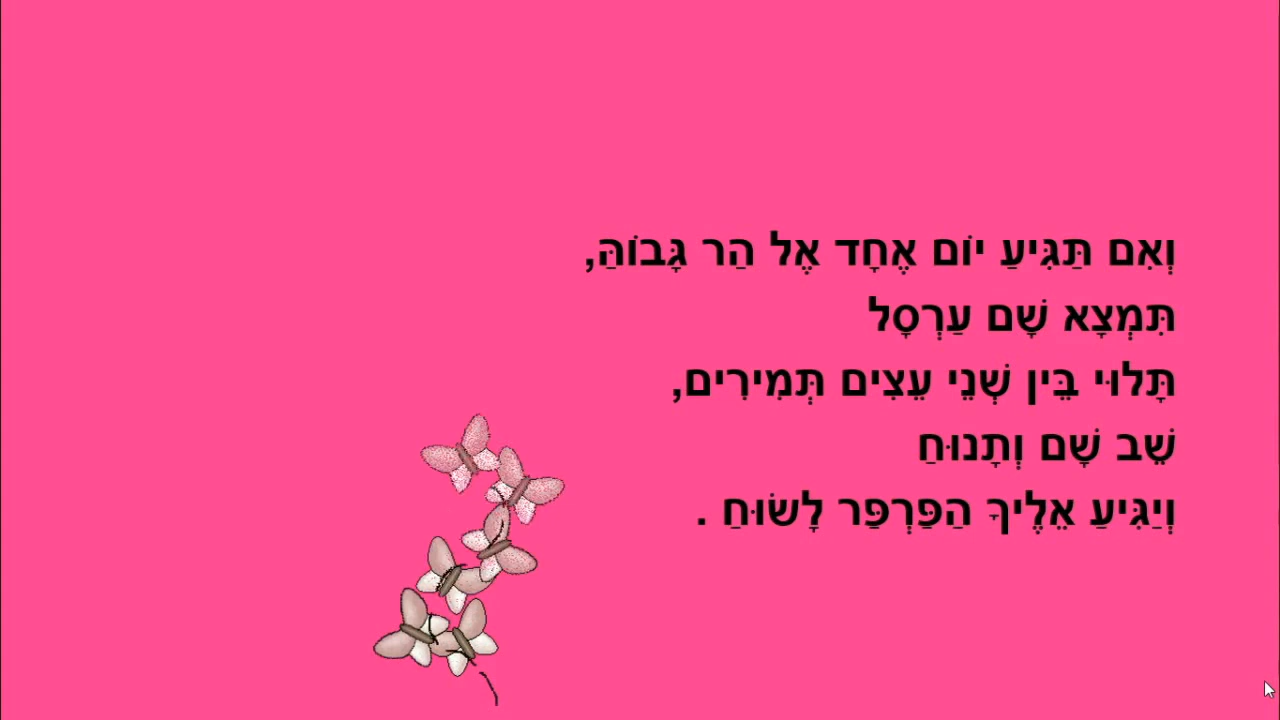 וְאִם תַּגִּיעַ יוֹם אֶחָד אֶל הַר גָּבוֹהַּ,
תִּמְצָא שָׁם עַרְסָל
תָּלוּי בֵּין שְׁנֵי עֵצִים תְּמִירִים,
שֵׁב שָׁם וְתָנוּחַ
וְיַגִּיעַ אֵלֶיךָ הַפַּרְפַּר לָשׂוּחַ .